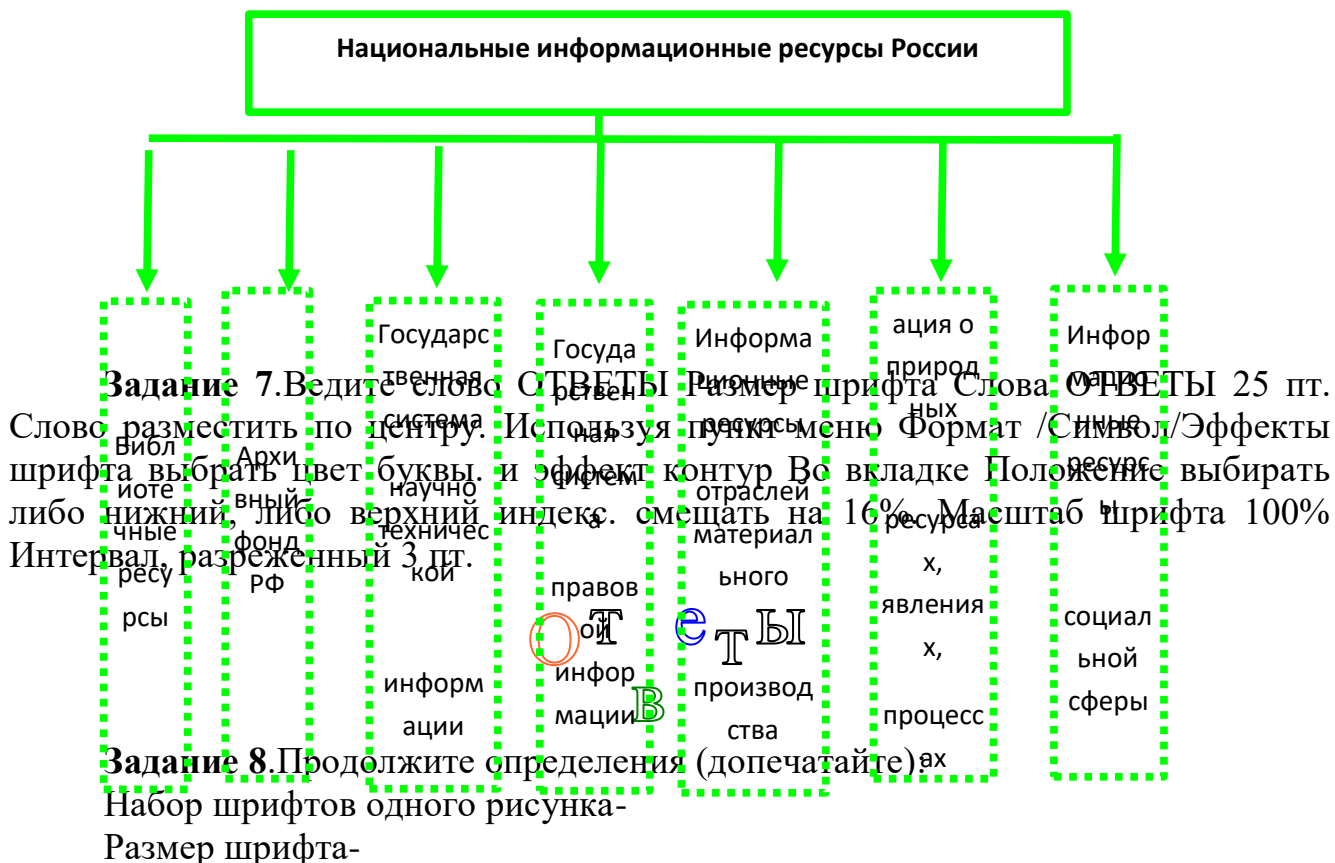 Национальные информационные ресурсы России
Библ
иоте
чные
ресу
рсы
Архи
вный
фонд
РФ
Государс
твенная
система
научно
техничес
кой
информ
ации
Госуда
рствен
ная
систем
а
правов
ой
инфор
мации
Информа
ционные
ресурсы
отраслей
материал
ьного
производ
ства
ация о
природ
ных
ресурса
х,
явления
х,
процесс
ах
Инфор
мацио
нные
ресурс
ы
социал
ьной
сферы
Задание 7.Ведите слово ОТВЕТЫ Размер шрифта Слова ОТВЕТЫ 25 пт.
Слово разместить по центру. Используя пункт меню Формат /Символ/Эффекты
шрифта выбрать цвет буквы. и эффект контур Во вкладке Положение выбирать
либо нижний, либо верхний индекс. смещать на 16%. Масштаб шрифта 100%
Интервал, разреженный 3 пт.
Ответы
Задание 8.Продолжите определения (допечатайте):
Набор шрифтов одного рисунка-
Размер шрифта-